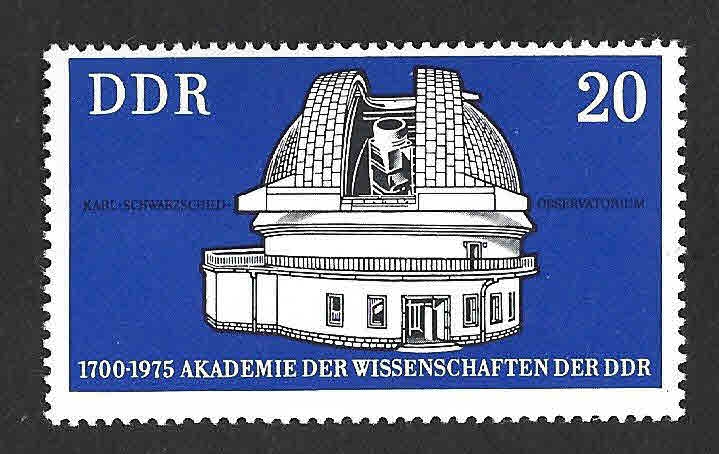 DDR
20
KARL-SCHWARZSCHILD- OBSERVATORIUM
1700-1975 AKADEMIE DER WISSENSCHAFTEN DER DDR